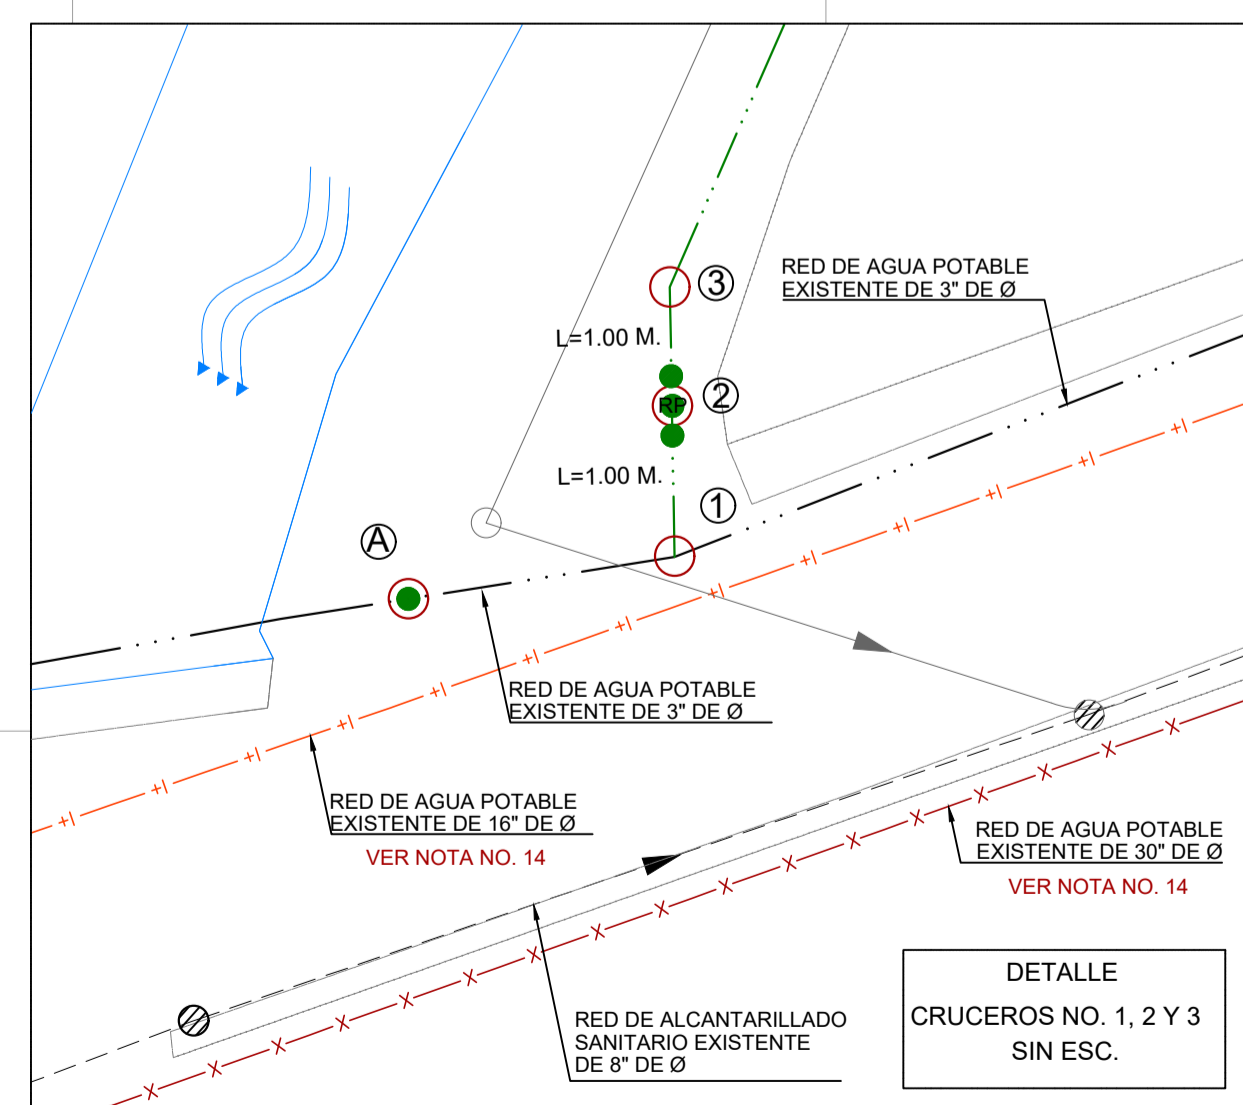 RED DE AGUA POTABLE
EXISTENTE DE 3" DE Ø
3
L=1.00 M.
2
RP
L=1.00 M.
1
A
RED DE AGUA POTABLE
EXISTENTE DE 3" DE Ø
RED DE AGUA POTABLE
EXISTENTE DE 16" DE Ø
VER NOTA NO. 14
RED DE AGUA POTABLE
EXISTENTE DE 30" DE Ø
VER NOTA NO. 14
RED DE ALCANTARILLADO
SANITARIO EXISTENTE
DE 8" DE Ø
DETALLE
CRUCEROS NO. 1, 2 Y 3
SIN ESC.